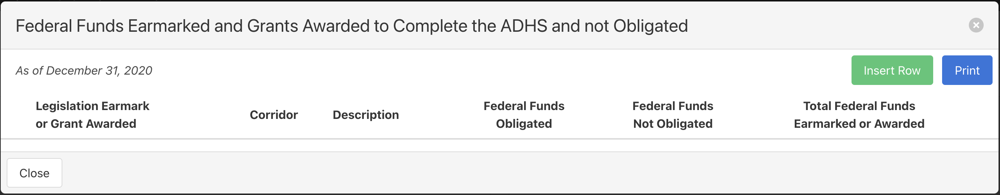 Federal Funds Earmarked and Grants Awarded to Complete the ADHS and not Obligated
As of December 31, 2020
Insert Row
Print
Legislation Earmark
or Grant Awarded
Corridor
Description
Federal Funds
Obligated
Federal Funds
Not Obligated
Total Federal Funds
Earmarked or Awarded
Close